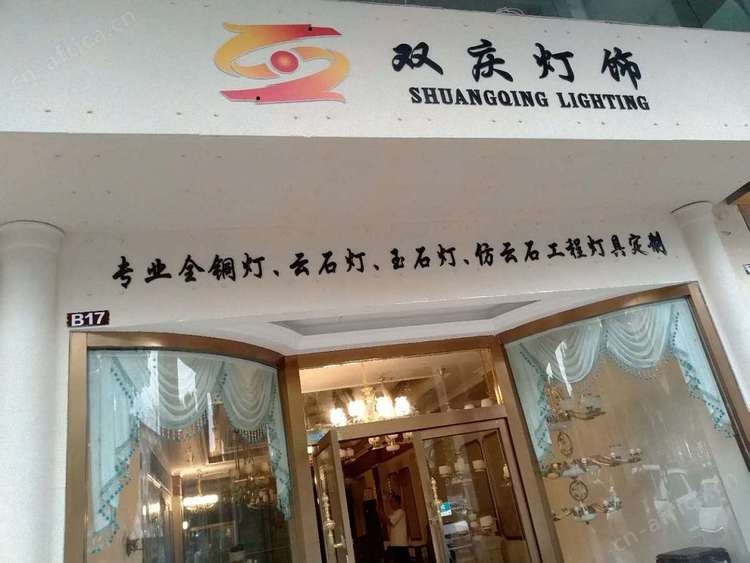 双庆灯饰
SHUANGQING LIGHTING
专业全铜灯、云石灯、玉石灯、仿云石工程灯具定制
B17
cn-africa.cn
cn-africa.cn